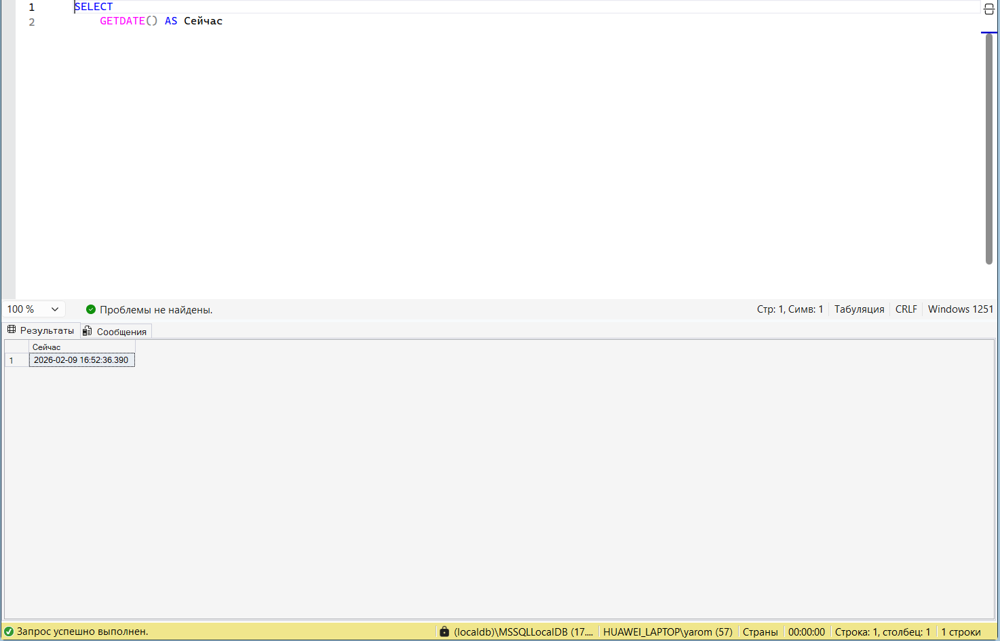 1 SELECT
2 GETDATE() AS Сейчас
100 % Проблемы не найдены. Стр: 1, Симв: 1 Табуляция CRLF Windows 1251
Результаты Сообщения
Сейчас
1 2026-02-09 16:52:36.390
Запрос успешно выполнен. (localdb)\MSSQLLocalDB (17.... HUAWEI_LAPTOP\yarom (57) Страны 00:00:00 Строка: 1, столбец: 1 1 строки